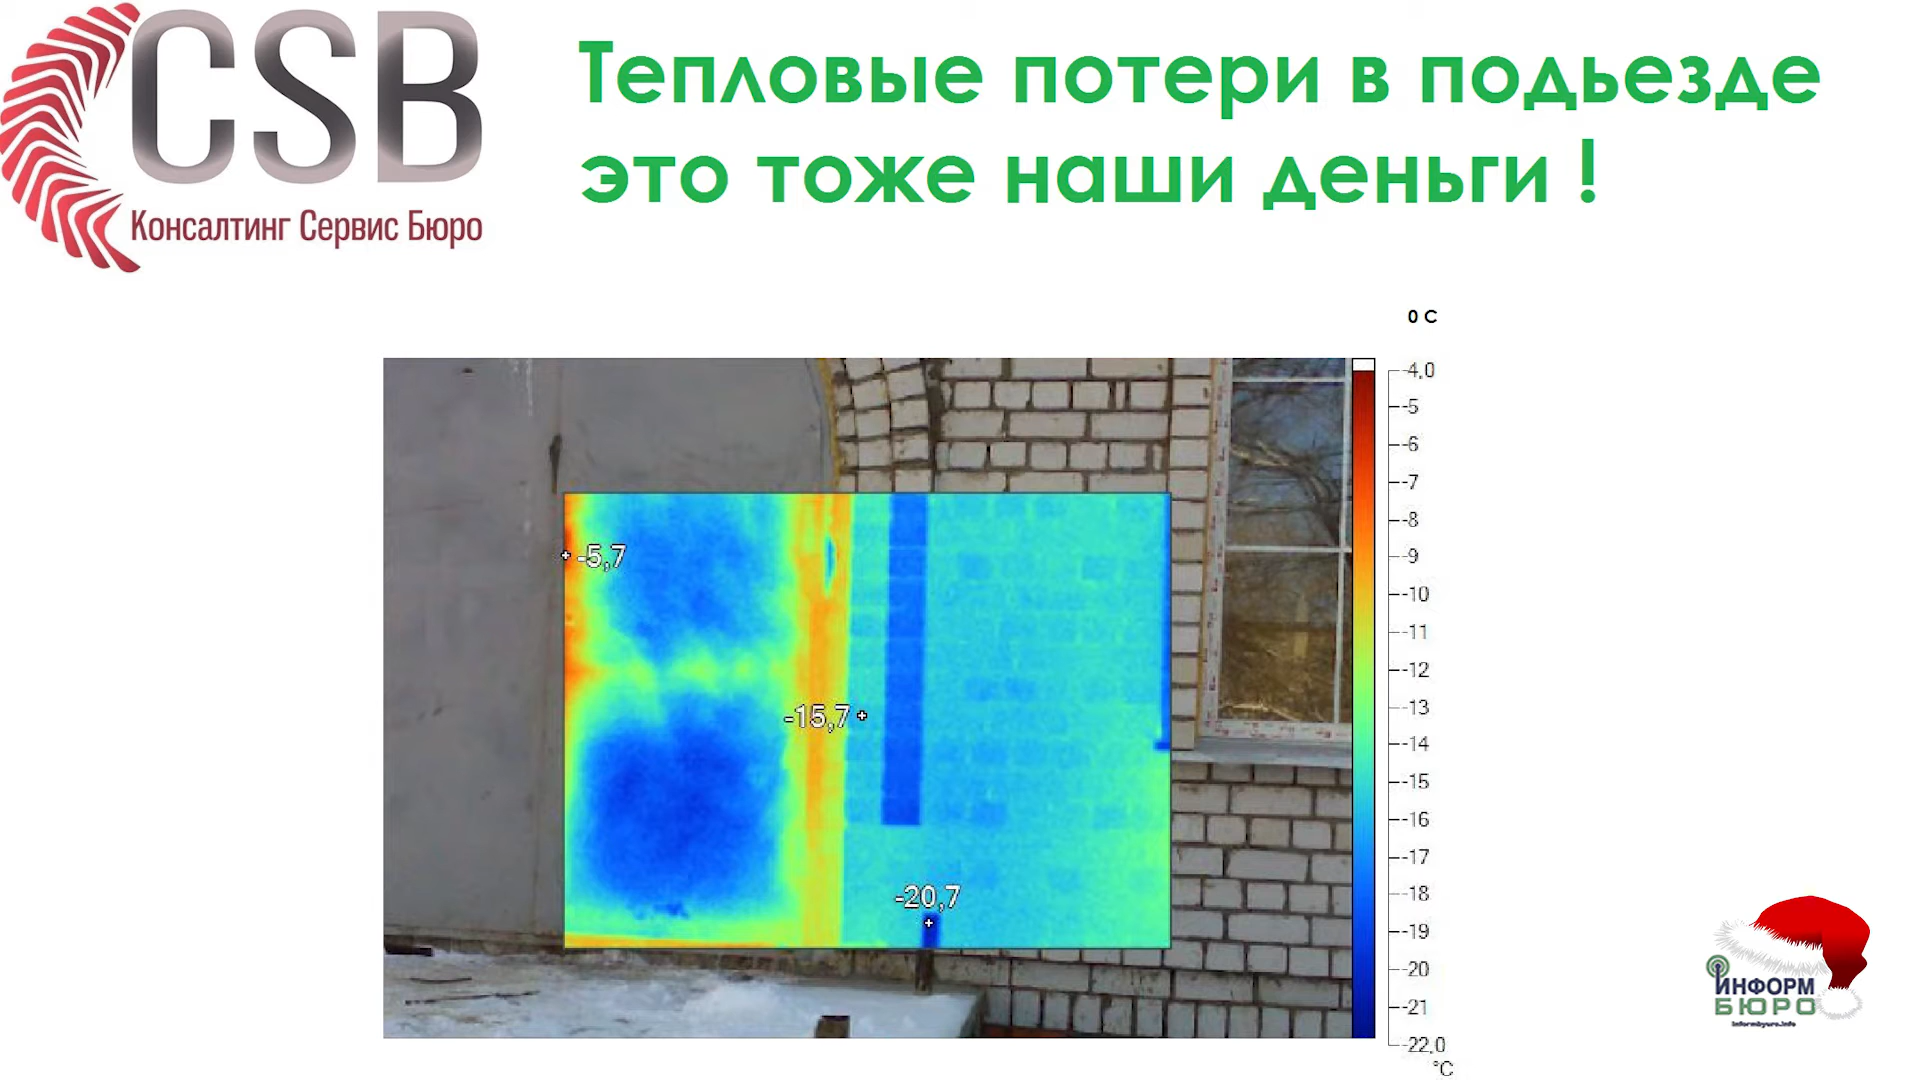 CSB
Консалтинг Сервис Бюро
Тепловые потери в подьезде
это тоже наши деньги !
0 C
-4,0
-5
-6
-7
-8
-9
-10
-11
-12
-13
-14
-15
-16
-17
-18
-19
-20
-21
-22,0
°C
-5,7
-15,7
-20,7
ИНФОРМ
БЮРО
informbyuro.info